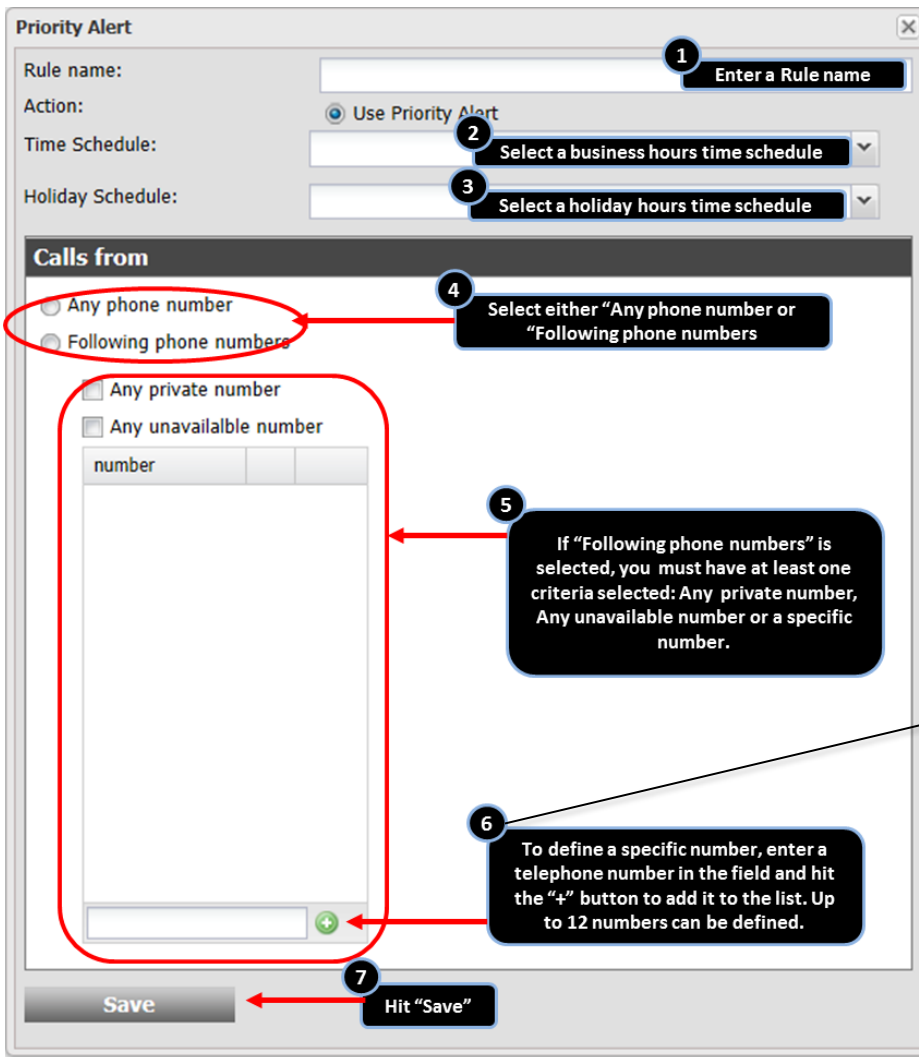 Priority Alert
Rule name:
1
Enter a Rule name
Action:
Use Priority Alert
2
Time Schedule:
Select a business hours time schedule
3
Holiday Schedule:
Select a holiday hours time schedule
Calls from
Any phone number
Following phone numbers
4
Select either “Any phone number or
“Following phone numbers
Any private number
Any unavailalble number
number
5
If “Following phone numbers” is
selected, you must have at least one
criteria selected: Any private number,
Any unavailable number or a specific
number.
6
To define a specific number, enter a
telephone number in the field and hit
the “+” button to add it to the list. Up
to 12 numbers can be defined.
7
Save
Hit “Save”